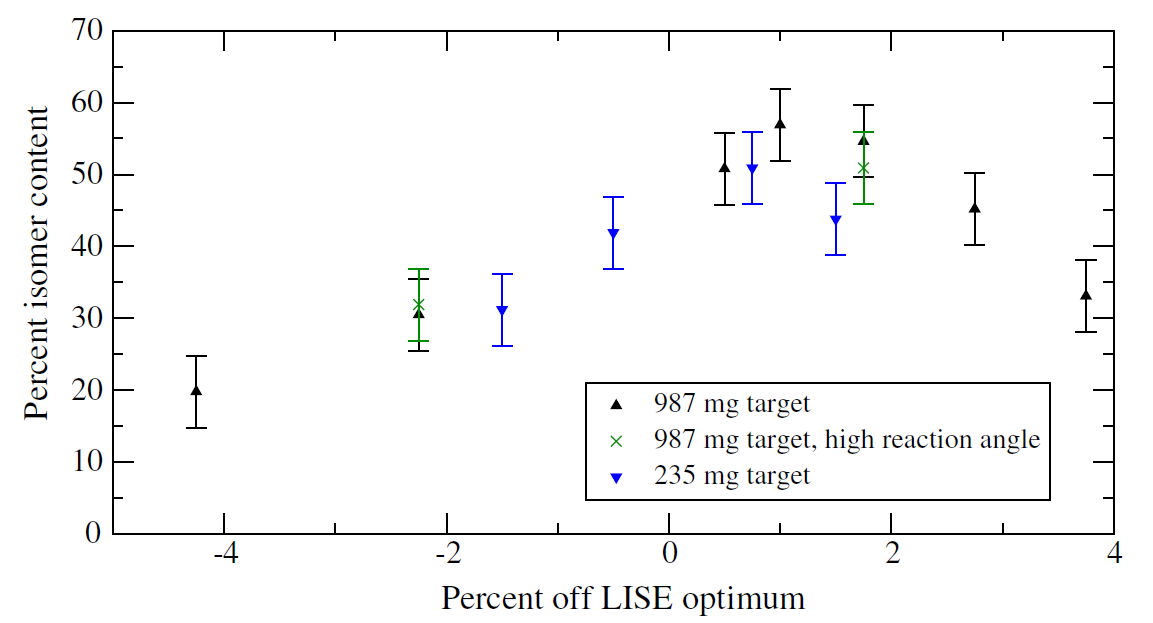 70
60
50
40
30
20
10
0
Percent isomer content
987 mg target
987 mg target, high reaction angle
235 mg target
-4 -2 0 2 4
Percent off LISE optimum